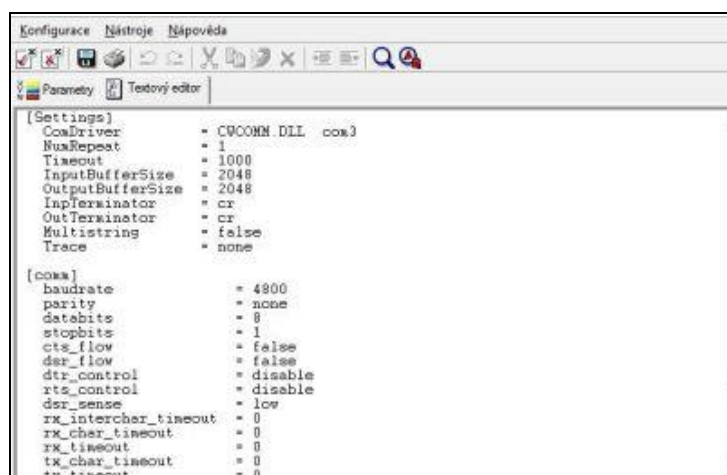 Konfigurace Nástroje Nápověda
Parametry Textový editor
[Settings]
ComDriver = CWCOMM.DLL com3
NumRepeat = 1
Timeout = 1000
InputBufferSize = 2048
OutputBufferSize = 2048
InpTerminator = cr
OutTerminator = cr
Multistring = false
Trace = none
[comm]
baudrate = 4800
parity = none
databits = 8
stopbits = 1
cts_flow = false
dsr_flow = false
dtr_control = disable
rts_control = disable
dsr_sense = low
rx_interchar_timeout = 0
rx_char_timeout = 0
rx_timeout = 0
tx_char_timeout = 0
tx_timeout = 0